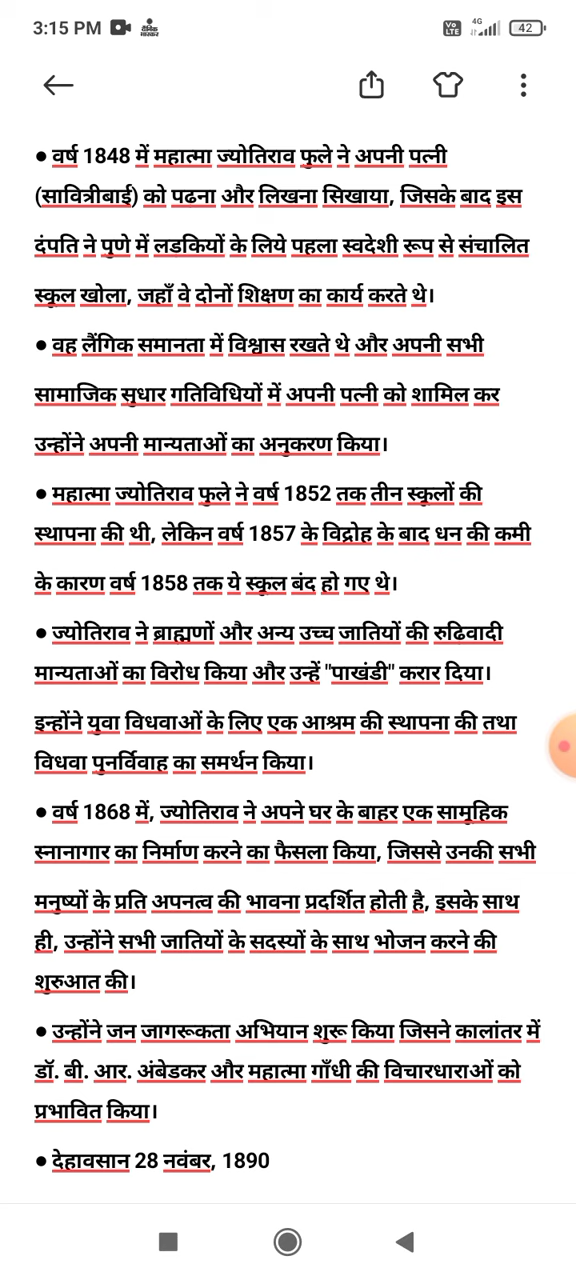 3:15 PM
दैनिक भास्कर
Vo LTE 4G 42
● वर्ष 1848 में महात्मा ज्योतिराव फुले ने अपनी पत्नी
(सावित्रीबाई) को पढना और लिखना सिखाया, जिसके बाद इस
दंपति ने पुणे में लडकियों के लिये पहला स्वदेशी रूप से संचालित
स्कूल खोला, जहाँ वे दोनों शिक्षण का कार्य करते थे।
● वह लैंगिक समानता में विश्वास रखते थे और अपनी सभी
सामाजिक सुधार गतिविधियों में अपनी पत्नी को शामिल कर
उन्होंने अपनी मान्यताओं का अनुकरण किया।
● महात्मा ज्योतिराव फुले ने वर्ष 1852 तक तीन स्कूलों की
स्थापना की थी, लेकिन वर्ष 1857 के विद्रोह के बाद धन की कमी
के कारण वर्ष 1858 तक ये स्कूल बंद हो गए थे।
● ज्योतिराव ने ब्राह्मणों और अन्य उच्च जातियों की रुढिवादी
मान्यताओं का विरोध किया और उन्हें "पाखंडी" करार दिया।
इन्होंने युवा विधवाओं के लिए एक आश्रम की स्थापना की तथा
विधवा पुनर्विवाह का समर्थन किया।
● वर्ष 1868 में, ज्योतिराव ने अपने घर के बाहर एक सामूहिक
स्नानागार का निर्माण करने का फैसला किया, जिससे उनकी सभी
मनुष्यों के प्रति अपनत्व की भावना प्रदर्शित होती है, इसके साथ
ही, उन्होंने सभी जातियों के सदस्यों के साथ भोजन करने की
शुरुआत की।
● उन्होंने जन जागरूकता अभियान शुरू किया जिसने कालांतर में
डॉ. बी. आर. अंबेडकर और महात्मा गाँधी की विचारधाराओं को
प्रभावित किया।
● देहावसान 28 नवंबर, 1890